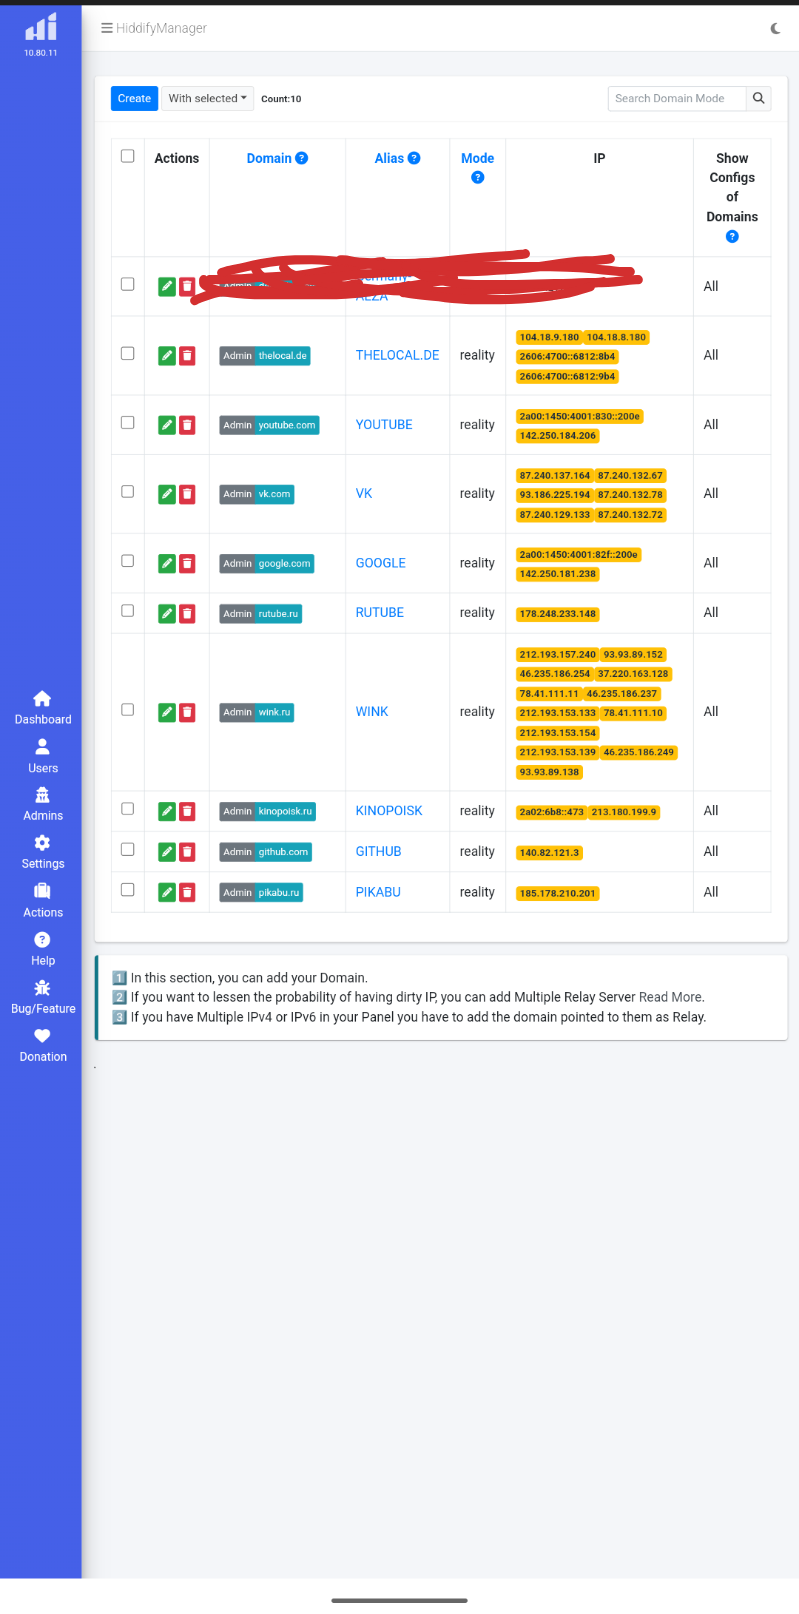 10.80.11
HiddifyManager
Create With selected Count:10 Search Domain Mode
Actions Domain Alias Mode IP Show Configs of Domains
AEZA All
Admin thelocal.de THELOCAL.DE reality 104.18.9.180 104.18.8.180 All
2606:4700::6812:8b4
2606:4700::6812:9b4
Admin youtube.com YOUTUBE reality 2a00:1450:4001:830::200e All
142.250.184.206
Admin vk.com VK reality 87.240.137.164 87.240.132.67 All
93.186.225.194 87.240.132.78
87.240.129.133 87.240.132.72
Admin google.com GOOGLE reality 2a00:1450:4001:82f::200e All
142.250.181.238
Admin rutube.ru RUTUBE reality 178.248.233.148 All
Admin wink.ru WINK reality 212.193.157.240 93.93.89.152 All
46.235.186.254 37.220.163.128
78.41.111.11 46.235.186.237
212.193.153.133 78.41.111.10
212.193.153.154
212.193.153.139 46.235.186.249
93.93.89.138
Admin kinopoisk.ru KINOPOISK reality 2a02:6b8::473 213.180.199.9 All
Admin github.com GITHUB reality 140.82.121.3 All
Admin pikabu.ru PIKABU reality 185.178.210.201 All
1 In this section, you can add your Domain.
2 If you want to lessen the probability of having dirty IP, you can add Multiple Relay Server Read More.
3 If you have Multiple IPv4 or IPv6 in your Panel you have to add the domain pointed to them as Relay.
.
Dashboard
Users
Admins
Settings
Actions
Help
Bug/Feature
Donation